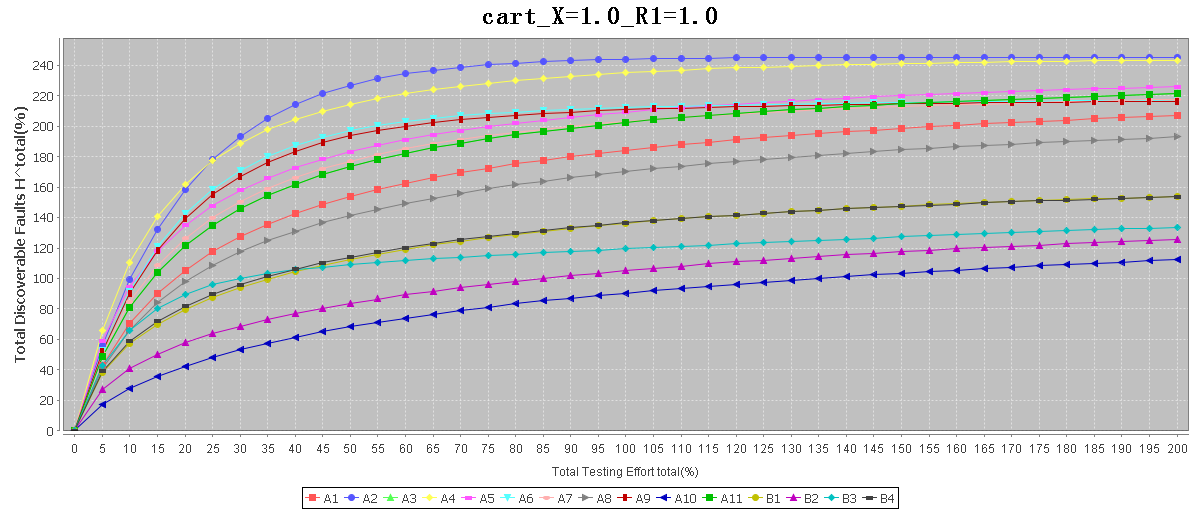 cart_X=1.0_R1=1.0
Total Discoverable Faults H^total(%)
240
220
200
180
160
140
120
100
80
60
40
20
0
0 5 10 15 20 25 30 35 40 45 50 55 60 65 70 75 80 85 90 95 100 105 110 115 120 125 130 135 140 145 150 155 160 165 170 175 180 185 190 195 200
Total Testing Effort total(%)
A1 A2 A3 A4 A5 A6 A7 A8 A9 A10 A11 B1 B2 B3 B4